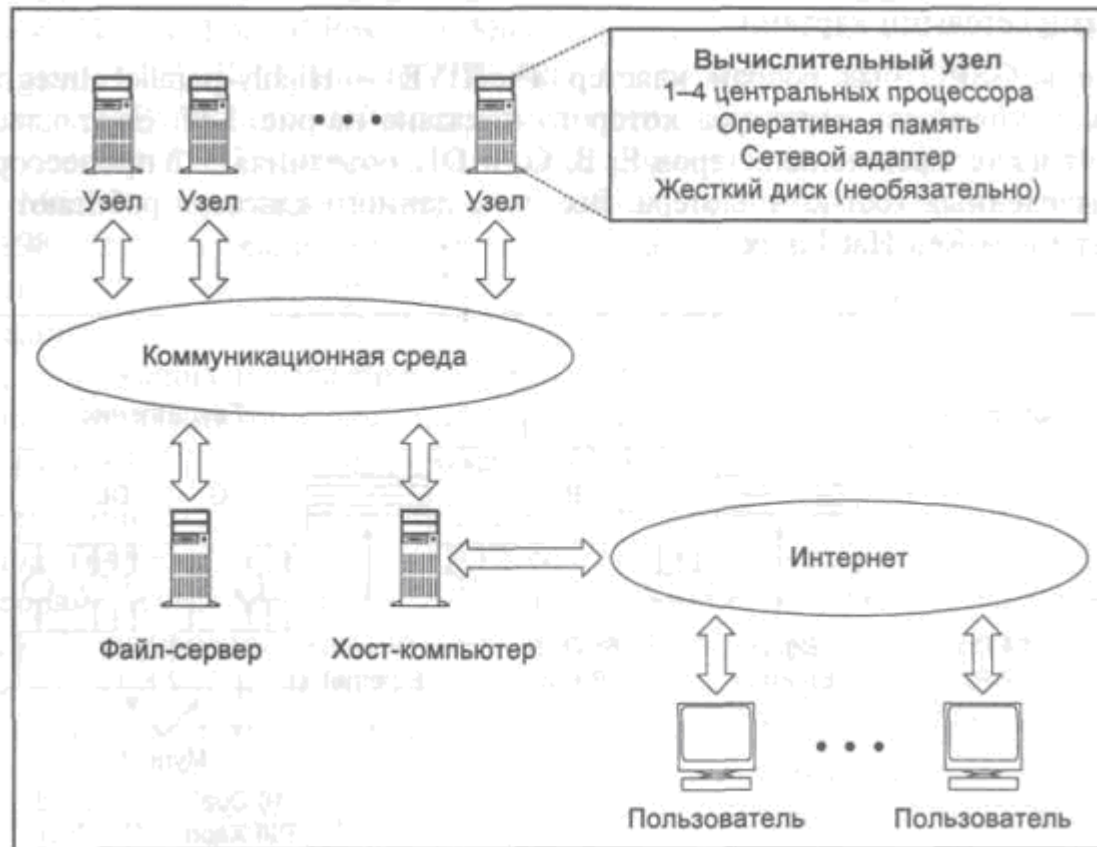 Вычислительный узел
1–4 центральных процессора
Оперативная память
Сетевой адаптер
Жесткий диск (необязательно)
Узел Узел Узел
Коммуникационная среда
Интернет
Файл-сервер Хост-компьютер
Пользователь Пользователь